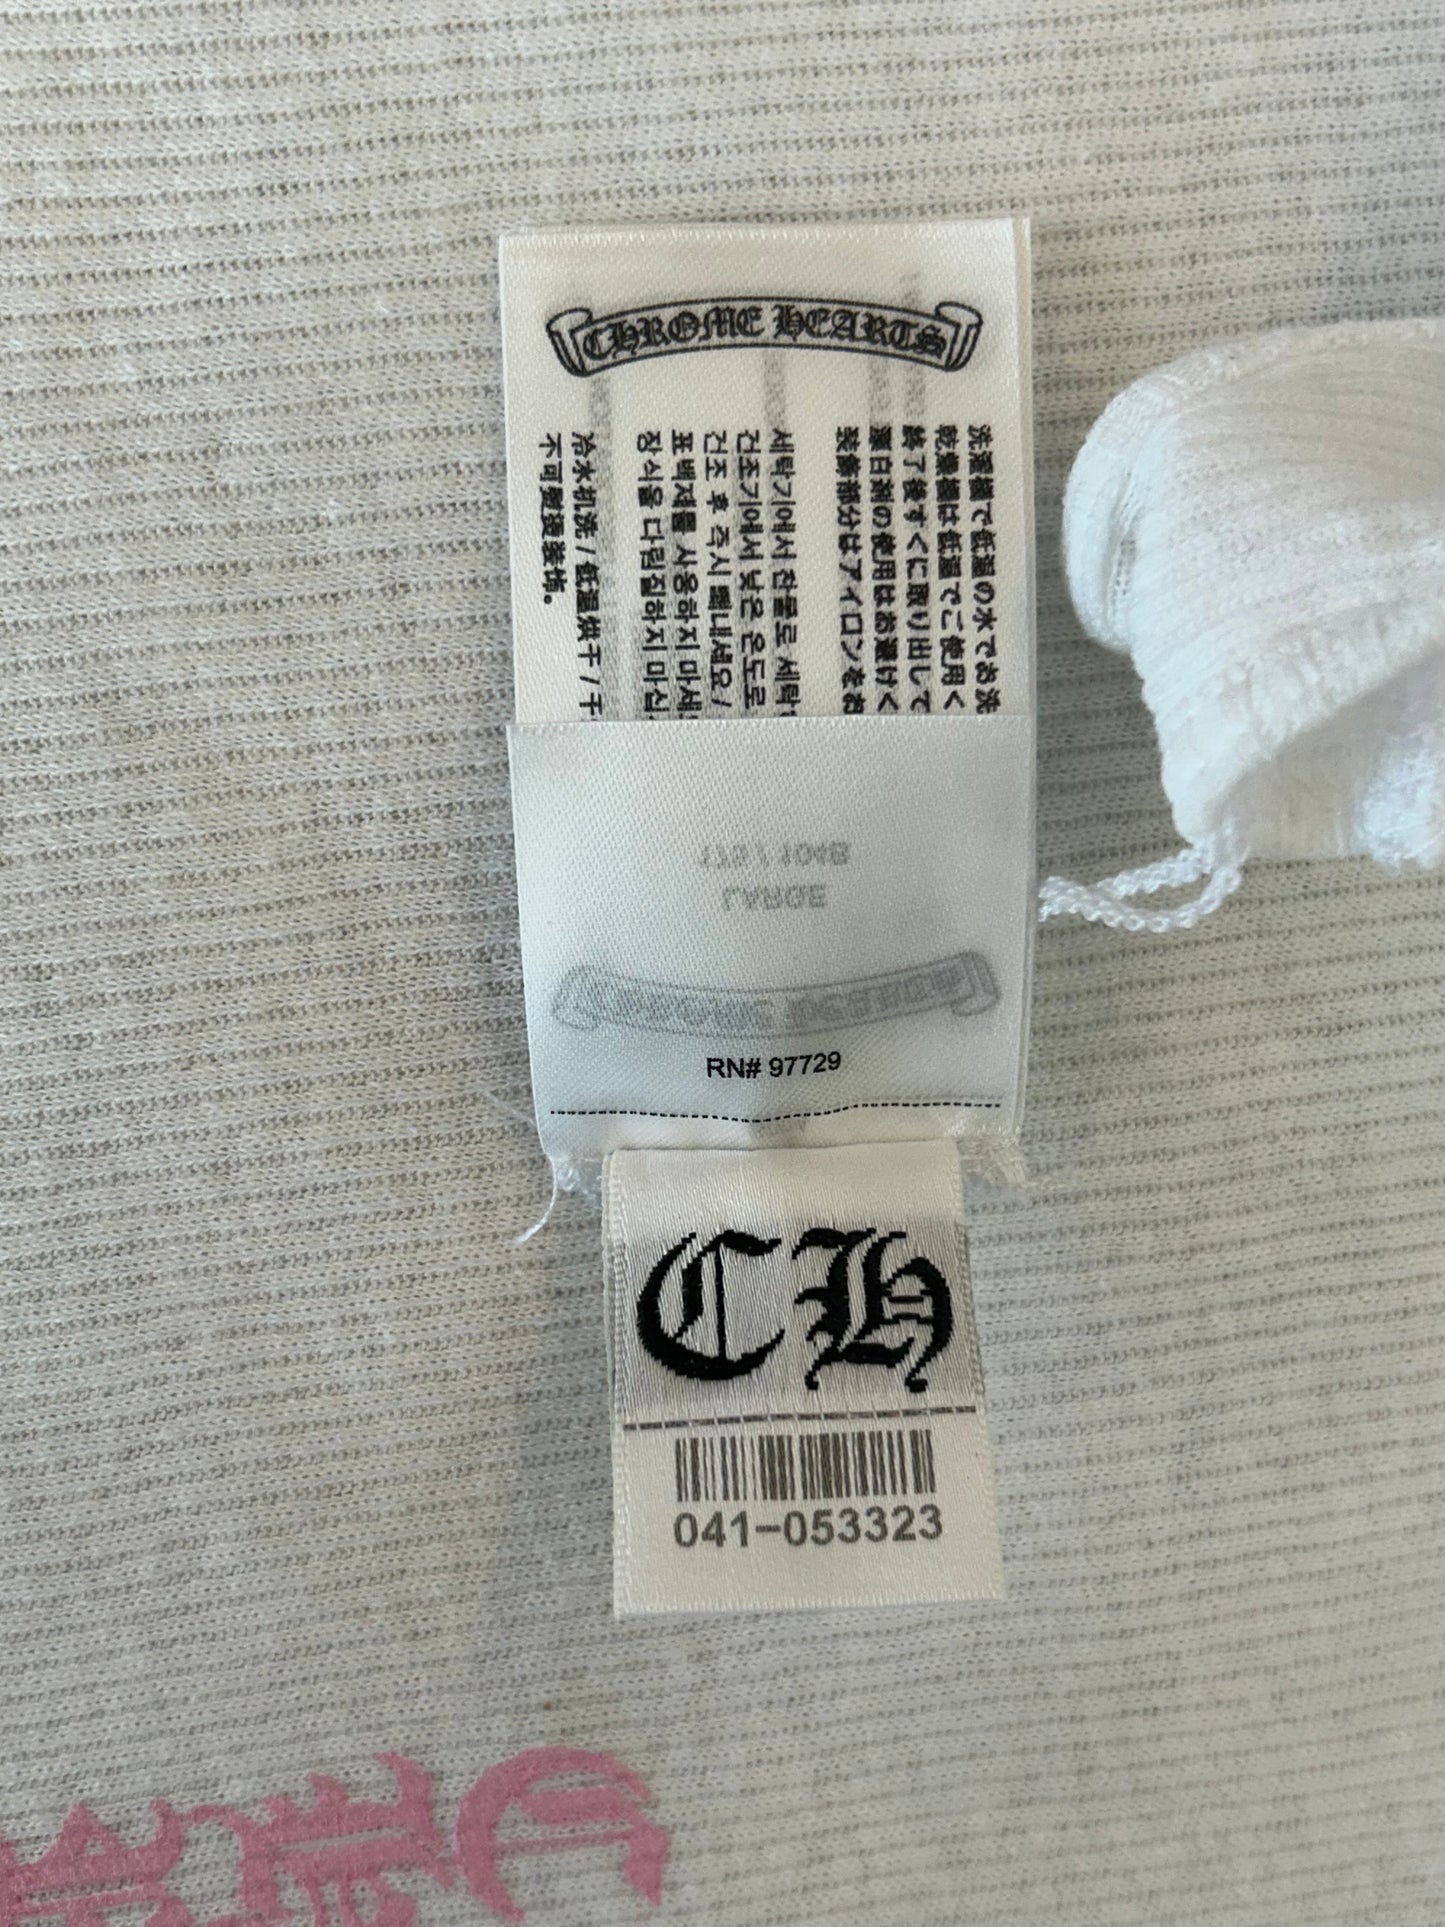 CHROME HEARTS
洗濯機で低温の水でお洗
乾燥機は低温でご使用く
終了後すぐに取り出して
漂白剤の使用はお避けく
装飾部分はアイロンをお
세탁기에서 찬물로 세탁
건조기에서 낮은 온도로
건조 후 즉시 빼내세요/
표백제를 사용하지 마세
장식을 다림질하지 마십
冷水机洗/低温烘干/干
不可熨烫装饰。
LARGE
CHROME HEARTS
RN# 97729
CH
041-053323